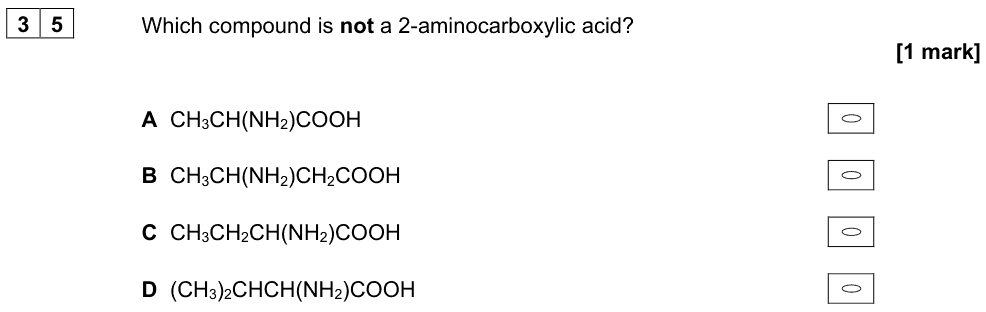 3 5 Which compound is not a 2-aminocarboxylic acid?
[1 mark]
A CH₃CH(NH₂)COOH
B CH₃CH(NH₂)CH₂COOH
C CH₃CH₂CH(NH₂)COOH
D (CH₃)₂CHCH(NH₂)COOH